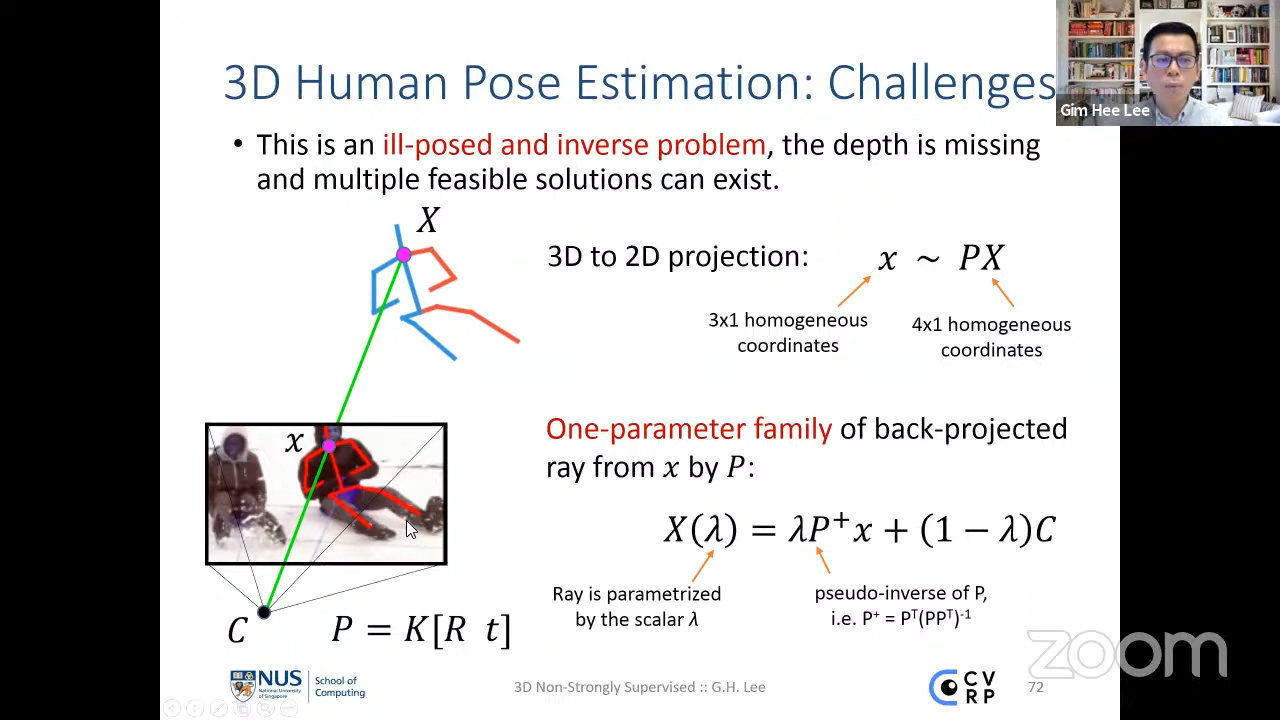 3D Human Pose Estimation: Challenges
Gim Hee Lee
• This is an ill-posed and inverse problem, the depth is missing
and multiple feasible solutions can exist.
X
3D to 2D projection: x ~ PX
3x1 homogeneous
coordinates
4x1 homogeneous
coordinates
x
One-parameter family of back-projected
ray from x by P:
X(λ) = λP⁺x + (1 − λ)C
Ray is parametrized
by the scalar λ
pseudo-inverse of P,
i.e. P⁺ = Pᵀ(PPᵀ)⁻¹
C
P = K[R t]
zoom
NUS
National University
of Singapore
School of
Computing
3D Non-Strongly Supervised :: G.H. Lee
CV
RP
72